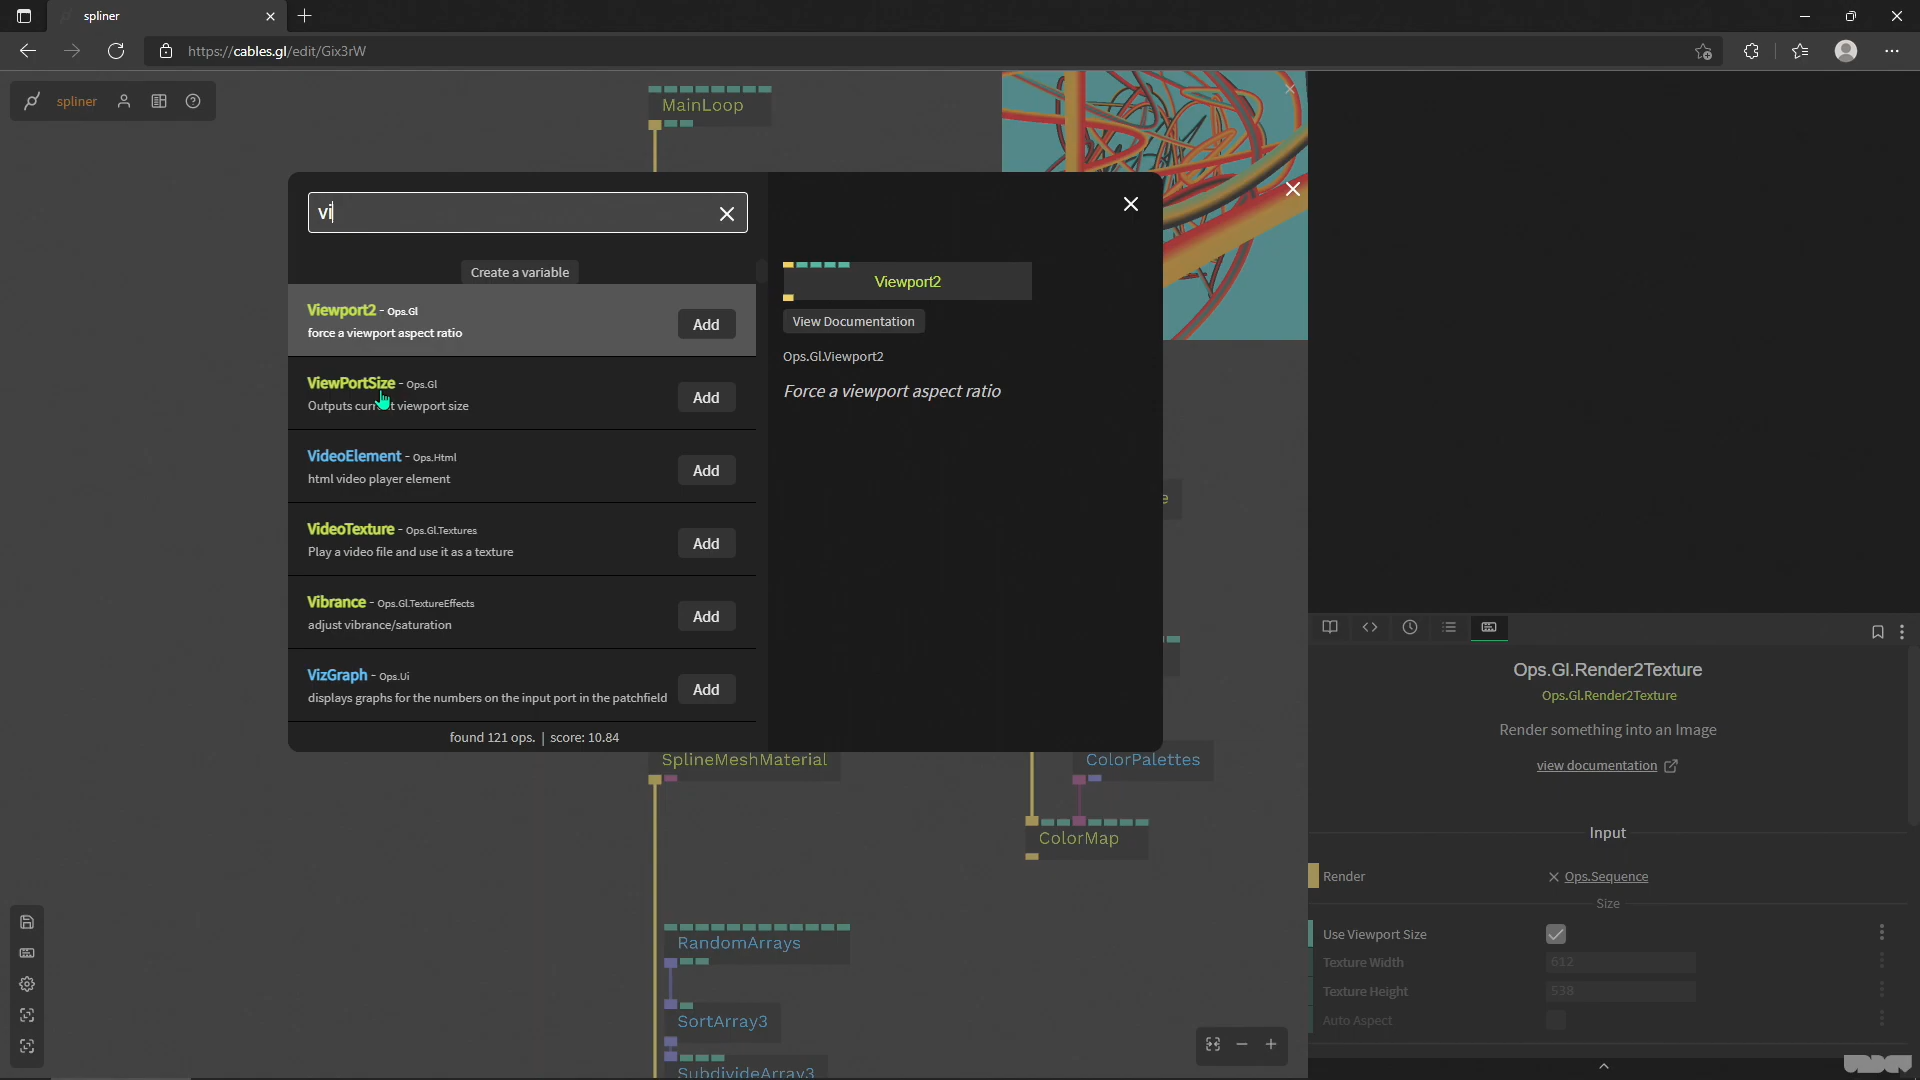 spliner
https://cables.gl/edit/Gix3rW
spliner
MainLoop
vi
Create a variable
Viewport2 - Ops.Gl
force a viewport aspect ratio
Add
ViewPortSize - Ops.Gl
Outputs current viewport size
Add
VideoElement - Ops.Html
html video player element
Add
VideoTexture - Ops.Gl.Textures
Play a video file and use it as a texture
Add
Vibrance - Ops.Gl.TextureEffects
adjust vibrance/saturation
Add
VizGraph - Ops.Ui
displays graphs for the numbers on the input port in the patchfield
Add
found 121 ops. | score: 10.84
Viewport2
View Documentation
Ops.Gl.Viewport2
Force a viewport aspect ratio
e
SplineMeshMaterial
ColorPalettes
ColorMap
RandomArrays
SortArray3
SubdivideArray3
Ops.Gl.Render2Texture
Ops.Gl.Render2Texture
Render something into an Image
view documentation
Input
Render
Ops.Sequence
Size
Use Viewport Size
Texture Width
612
Texture Height
538
Auto Aspect